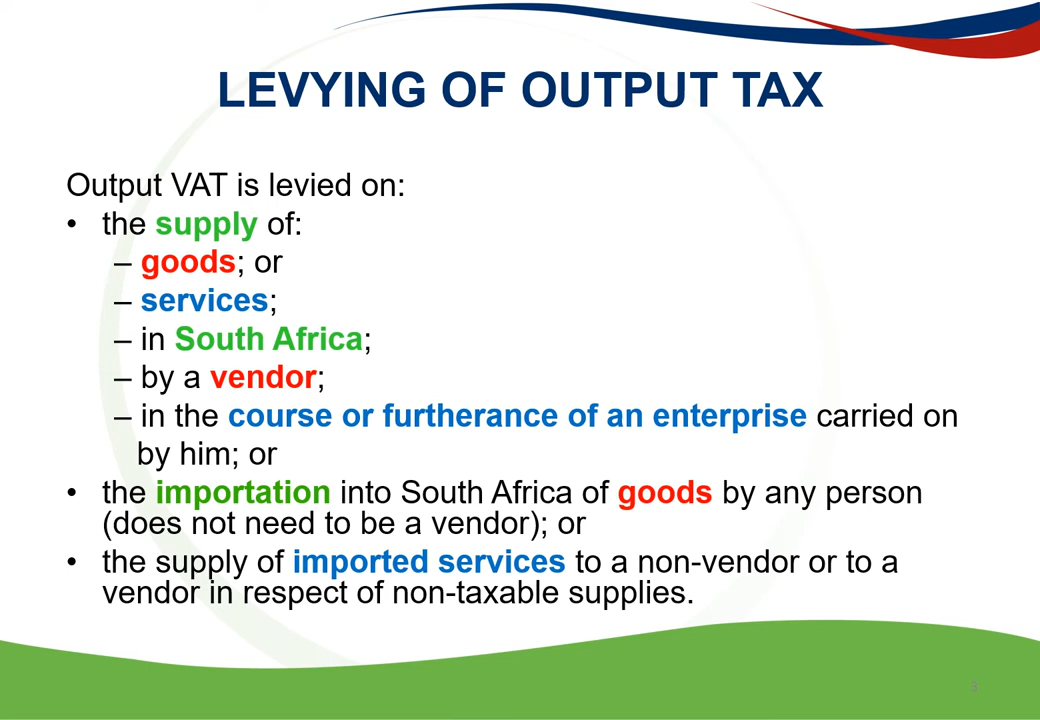 LEVYING OF OUTPUT TAX
Output VAT is levied on:
• the supply of:
– goods; or
– services;
– in South Africa;
– by a vendor;
– in the course or furtherance of an enterprise carried on
by him; or
• the importation into South Africa of goods by any person
(does not need to be a vendor); or
• the supply of imported services to a non-vendor or to a
vendor in respect of non-taxable supplies.
3